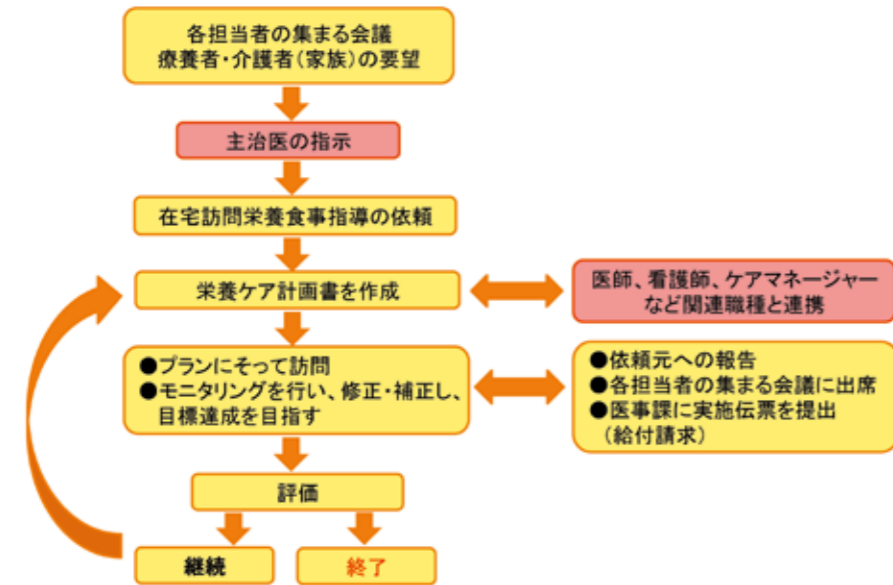 各担当者の集まる会議
療養者・介護者(家族)の要望
主治医の指示
在宅訪問栄養食事指導の依頼
栄養ケア計画書を作成
医師、看護師、ケアマネージャー
など関連職種と連携
●プランにそって訪問
●モニタリングを行い、修正・補正し、
目標達成を目指す
●依頼元への報告
●各担当者の集まる会議に出席
●医事課に実施伝票を提出
(給付請求)
評価
継続
終了